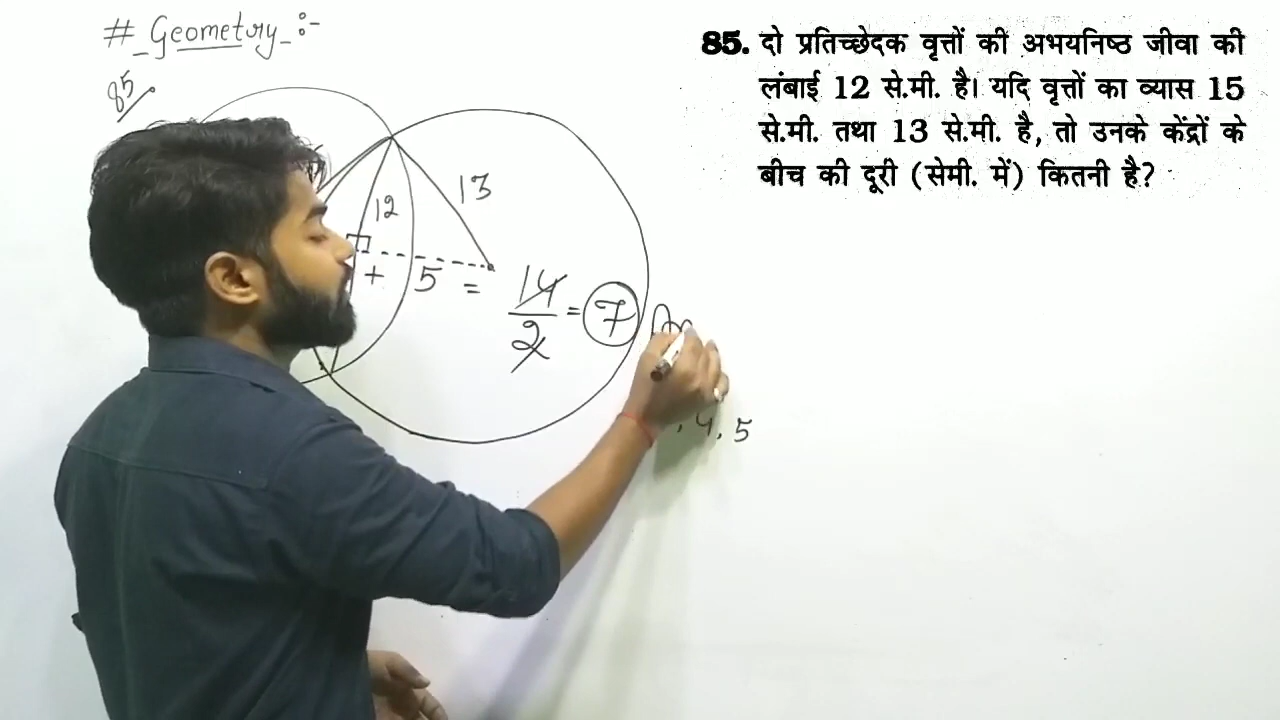 # Geometry :-
85
85. दो प्रतिच्छेदक वृत्तों की अभयनिष्ठ जीवा की
लंबाई 12 से.मी. है। यदि वृत्तों का व्यास 15
से.मी. तथा 13 से.मी. है, तो उनके केंद्रों के
बीच की दूरी (सेमी. में) कितनी है?
12
13
+ 5 = 14/2 = 7
, 4, 5